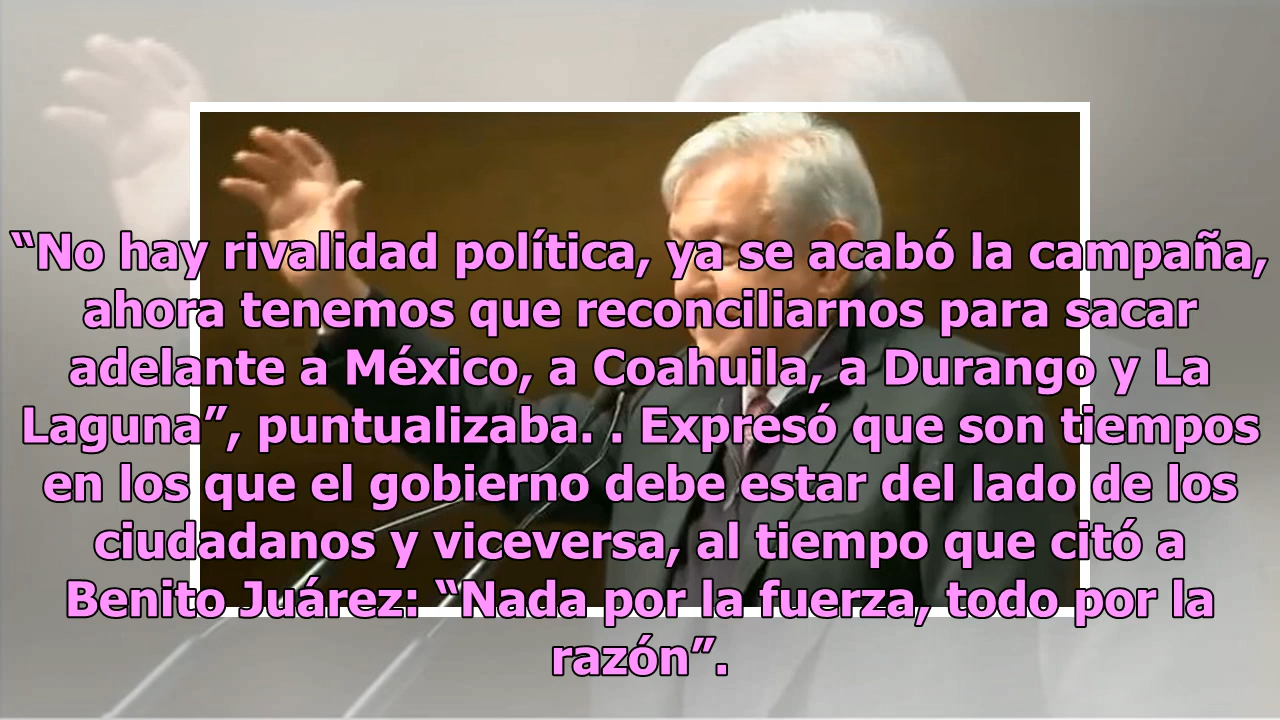 “No hay rivalidad política, ya se acabó la campaña,
ahora tenemos que reconciliarnos para sacar
adelante a México, a Coahuila, a Durango y La
Laguna”, puntualizaba. . Expresó que son tiempos
en los que el gobierno debe estar del lado de los
ciudadanos y viceversa, al tiempo que citó a
Benito Juárez: “Nada por la fuerza, todo por la
razón”.